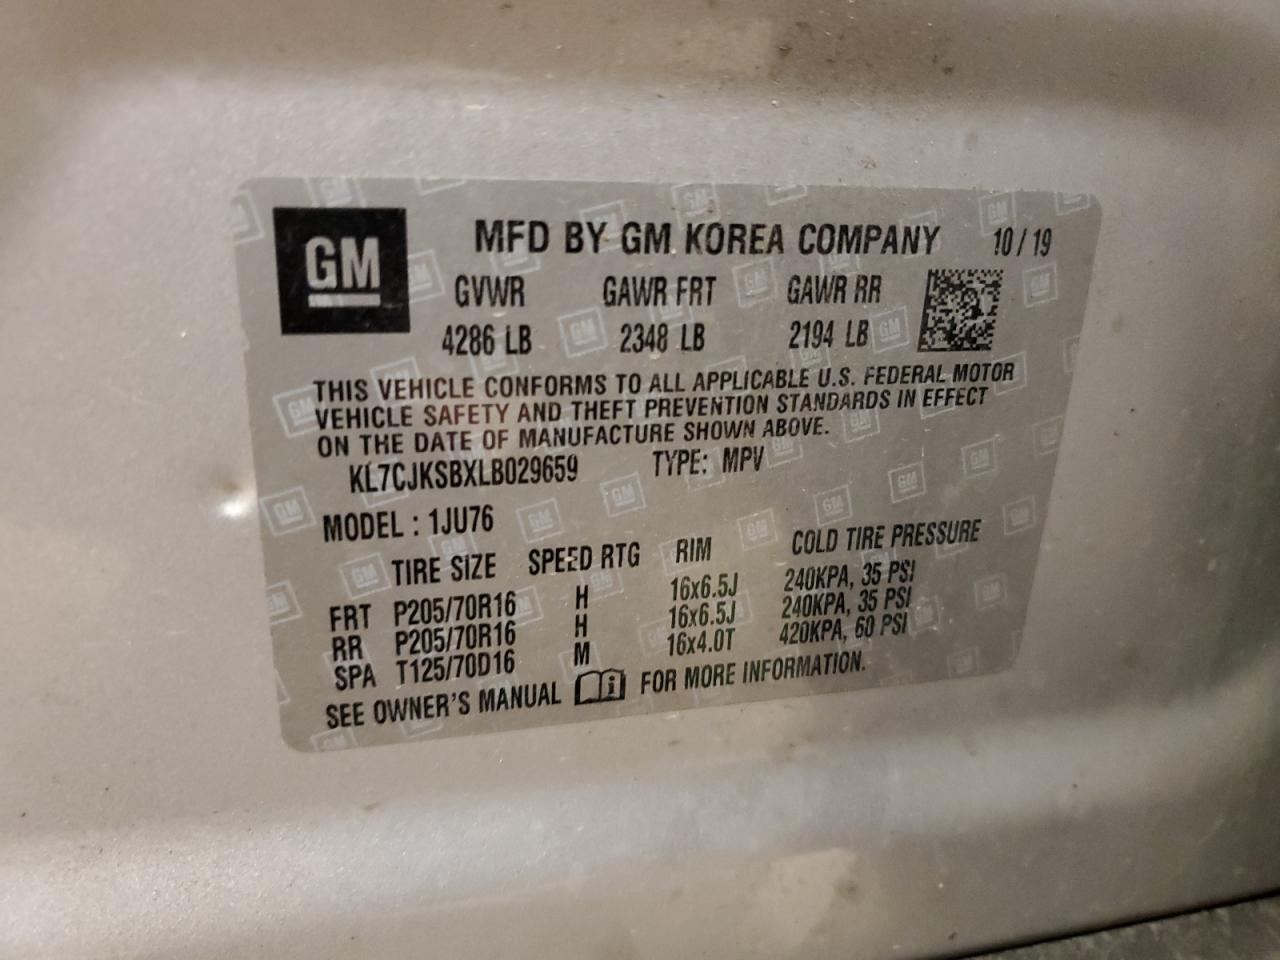 GM
MFD BY GM KOREA COMPANY 10/19
GVWR GAWR FRT GAWR RR
4286 LB 2348 LB 2194 LB
THIS VEHICLE CONFORMS TO ALL APPLICABLE U.S. FEDERAL MOTOR
VEHICLE SAFETY AND THEFT PREVENTION STANDARDS IN EFFECT
ON THE DATE OF MANUFACTURE SHOWN ABOVE.
KL7CJKSBXLB029659 TYPE: MPV
MODEL : 1JU76
TIRE SIZE SPEED RTG RIM COLD TIRE PRESSURE
FRT P205/70R16 H 16x6.5J 240KPA, 35 PSI
RR P205/70R16 H 16x6.5J 240KPA, 35 PSI
SPA T125/70D16 M 16x4.0T 420KPA, 60 PSI
SEE OWNER'S MANUAL FOR MORE INFORMATION.